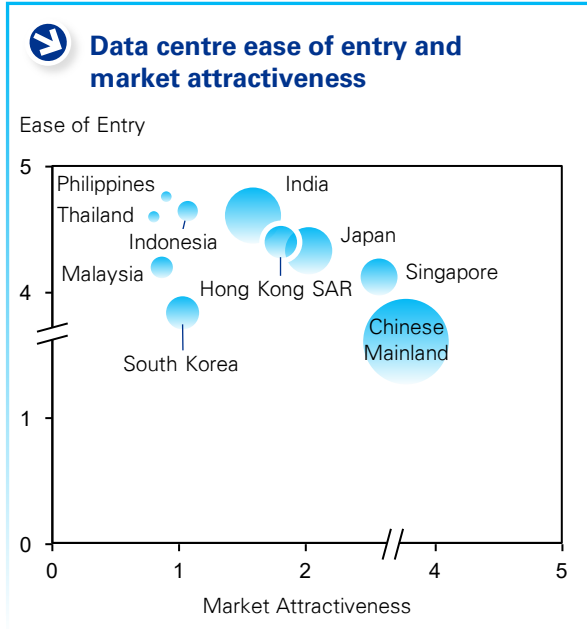 Data centre ease of entry and
market attractiveness
Ease of Entry
5
Philippines
India
Thailand
Indonesia
Japan
Malaysia
Singapore
4
Hong Kong SAR
Chinese
Mainland
South Korea
1
0
0
1
2
4
5
Market Attractiveness